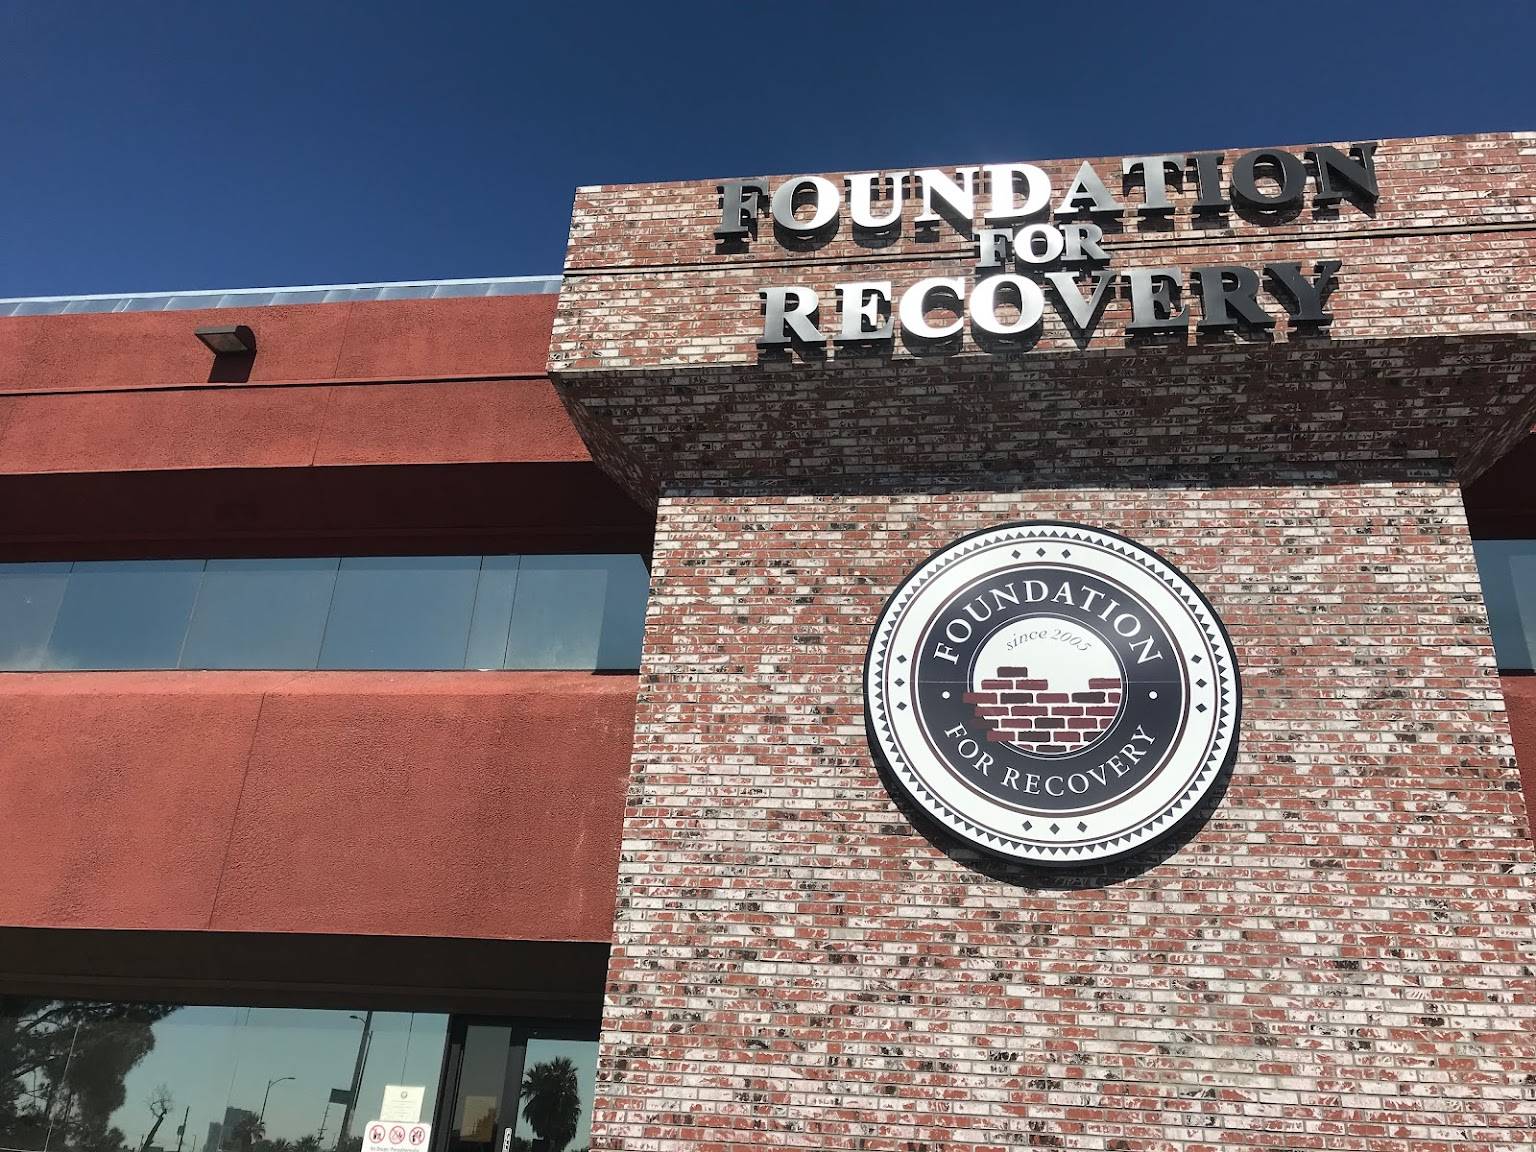 FOUNDATION
FOR
RECOVERY
FOUNDATION
since 2005
FOR RECOVERY